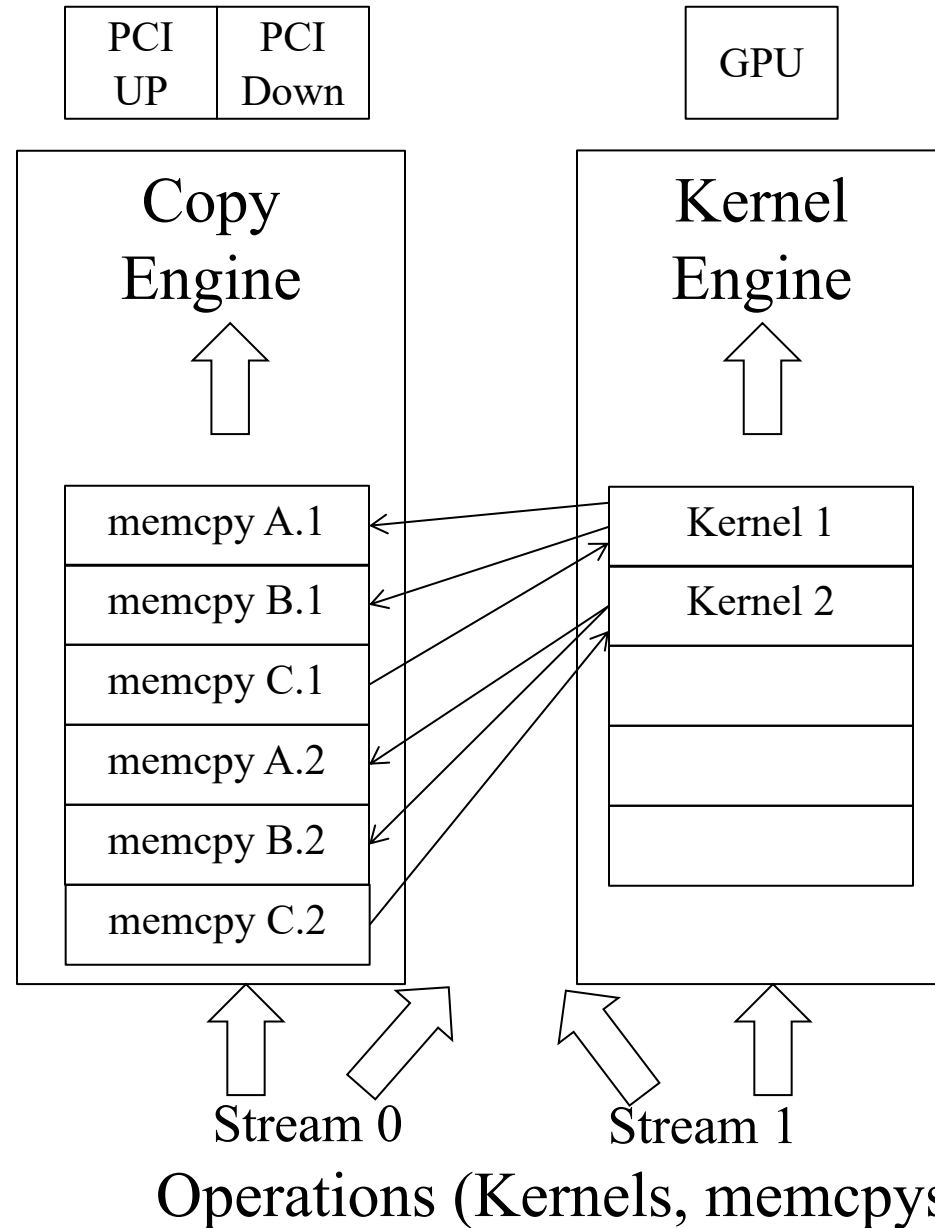 PCI
UP
PCI
Down
GPU
Copy
Engine
Kernel
Engine
memcpy A.1
memcpy B.1
memcpy C.1
memcpy A.2
memcpy B.2
memcpy C.2
Kernel 1
Kernel 2
Stream 0
Stream 1
Operations (Kernels, memcpys